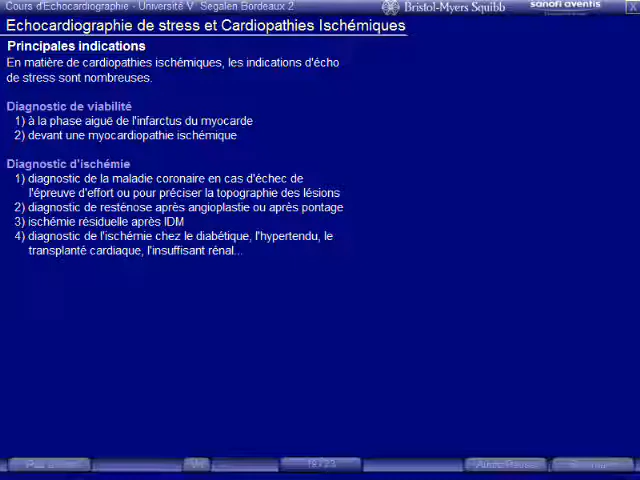 Cours d'Echocardiographie - Université V. Segalen Bordeaux 2
Bristol-Myers Squibb
sanofi aventis
X
Echocardiographie de stress et Cardiopathies Ischémiques
Principales indications
En matière de cardiopathies ischémiques, les indications d'écho
de stress sont nombreuses.
Diagnostic de viabilité
1) à la phase aiguë de l'infarctus du myocarde
2) devant une myocardiopathie ischémique
Diagnostic d'ischémie
1) diagnostic de la maladie coronaire en cas d'échec de
l'épreuve d'effort ou pour préciser la topographie des lésions
2) diagnostic de resténose après angioplastie ou après pontage
3) ischémie résiduelle après IDM
4) diagnostic de l'ischémie chez le diabétique, l'hypertendu, le
transplanté cardiaque, l'insuffisant rénal...